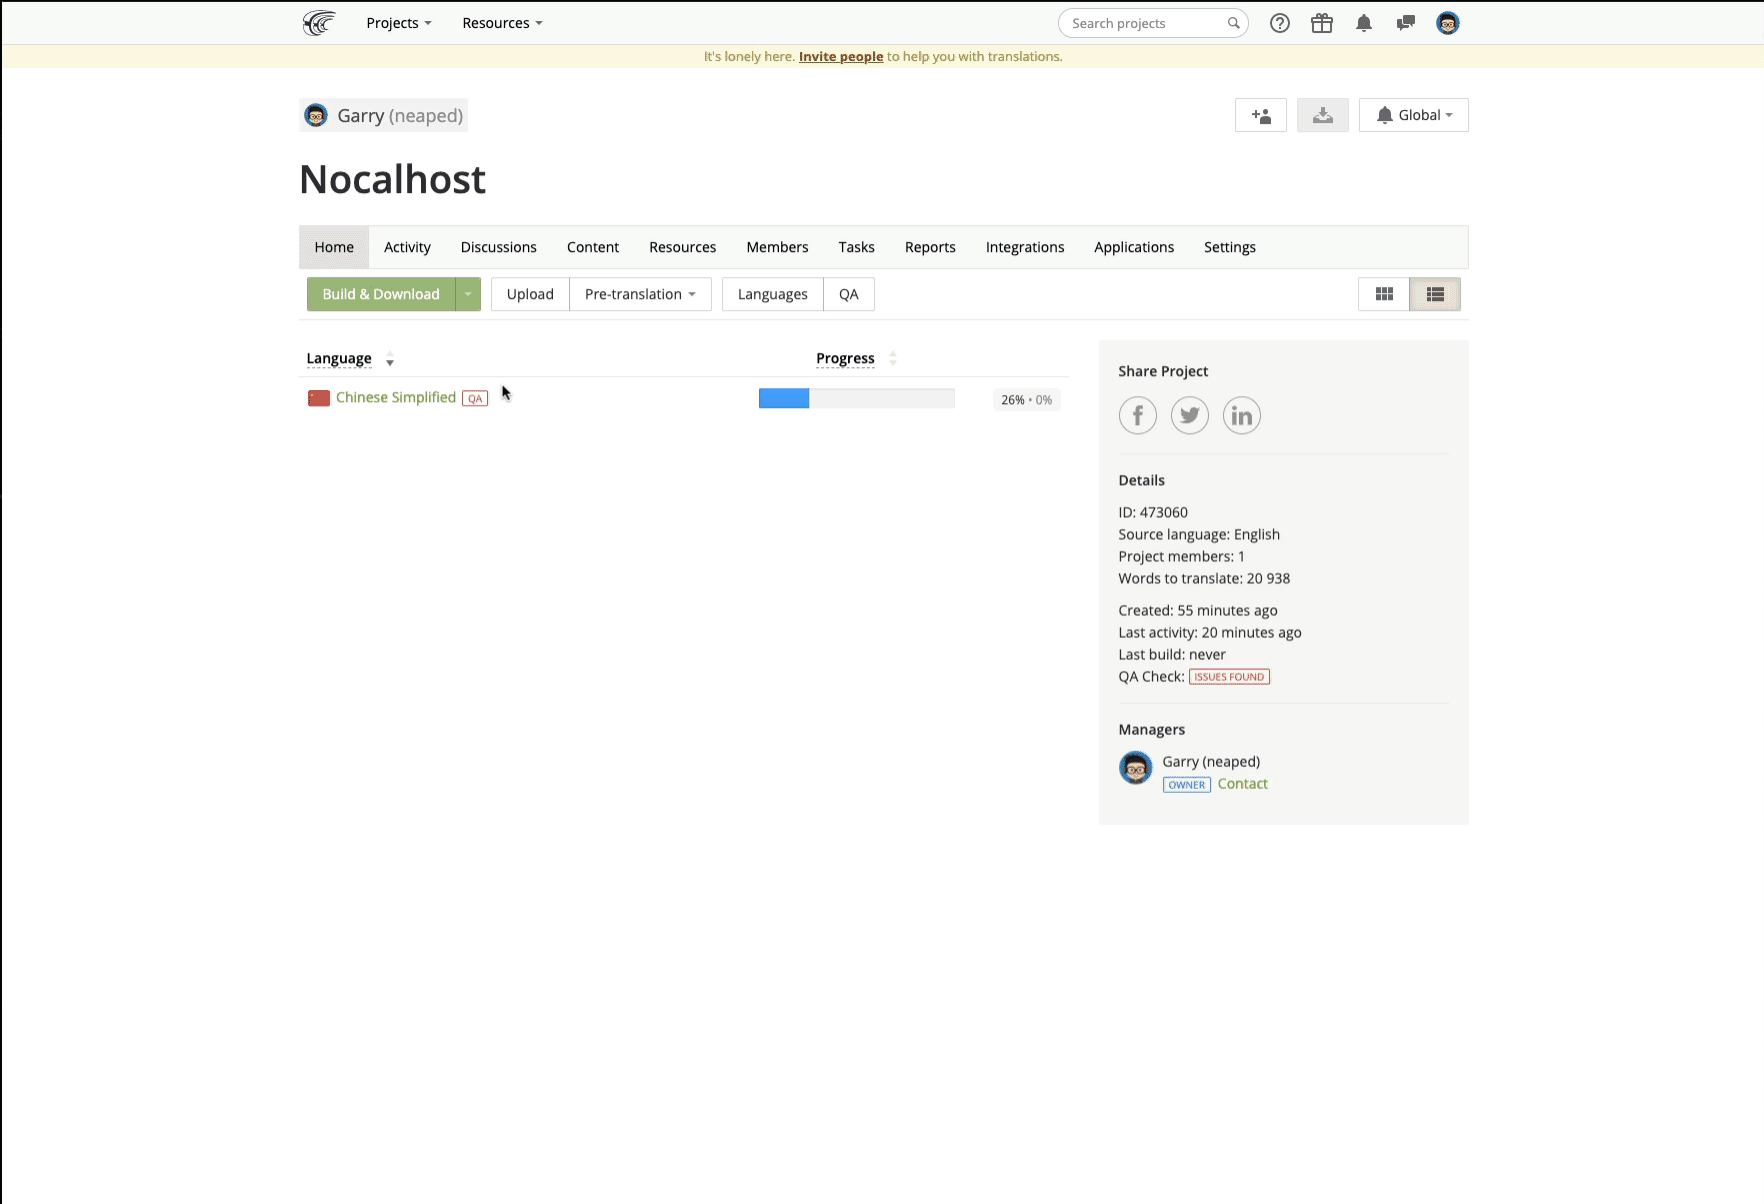 Projects Resources Search projects
It's lonely here. Invite people to help you with translations.
Garry (neaped) Global
Nocalhost
Home Activity Discussions Content Resources Members Tasks Reports Integrations Applications Settings
Build & Download Upload Pre-translation Languages QA
Language Progress
Chinese Simplified QA 26% • 0%
Share Project
Details
ID: 473060
Source language: English
Project members: 1
Words to translate: 20 938
Created: 55 minutes ago
Last activity: 20 minutes ago
Last build: never
QA Check: ISSUES FOUND
Managers
Garry (neaped)
OWNER Contact